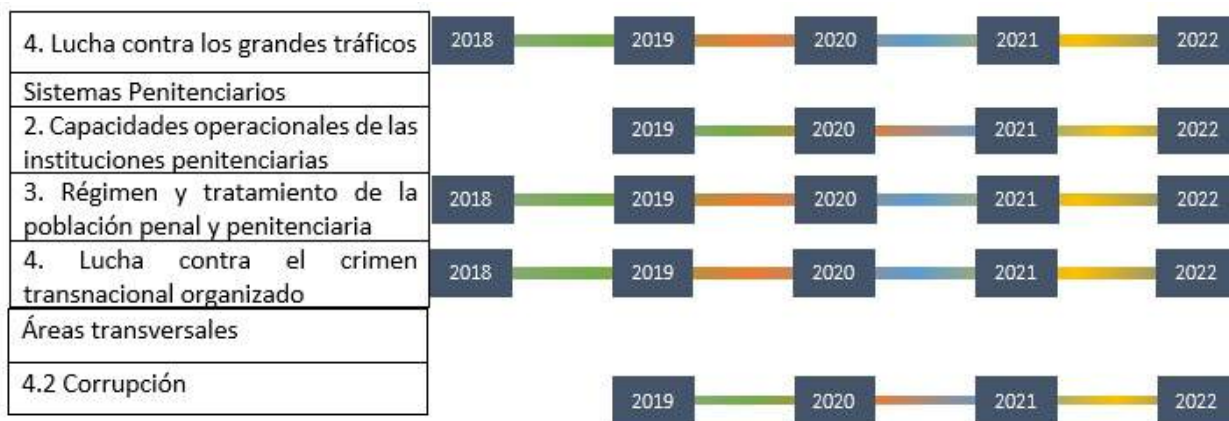 4. Lucha contra los grandes tráficos
2018 2019 2020 2021 2022
Sistemas Penitenciarios
2. Capacidades operacionales de las
instituciones penitenciarias
2019 2020 2021 2022
3. Régimen y tratamiento de la
población penal y penitenciaria
2018 2019 2020 2021 2022
4. Lucha contra el crimen
transnacional organizado
2018 2019 2020 2021 2022
Áreas transversales
4.2 Corrupción
2019 2020 2021 2022